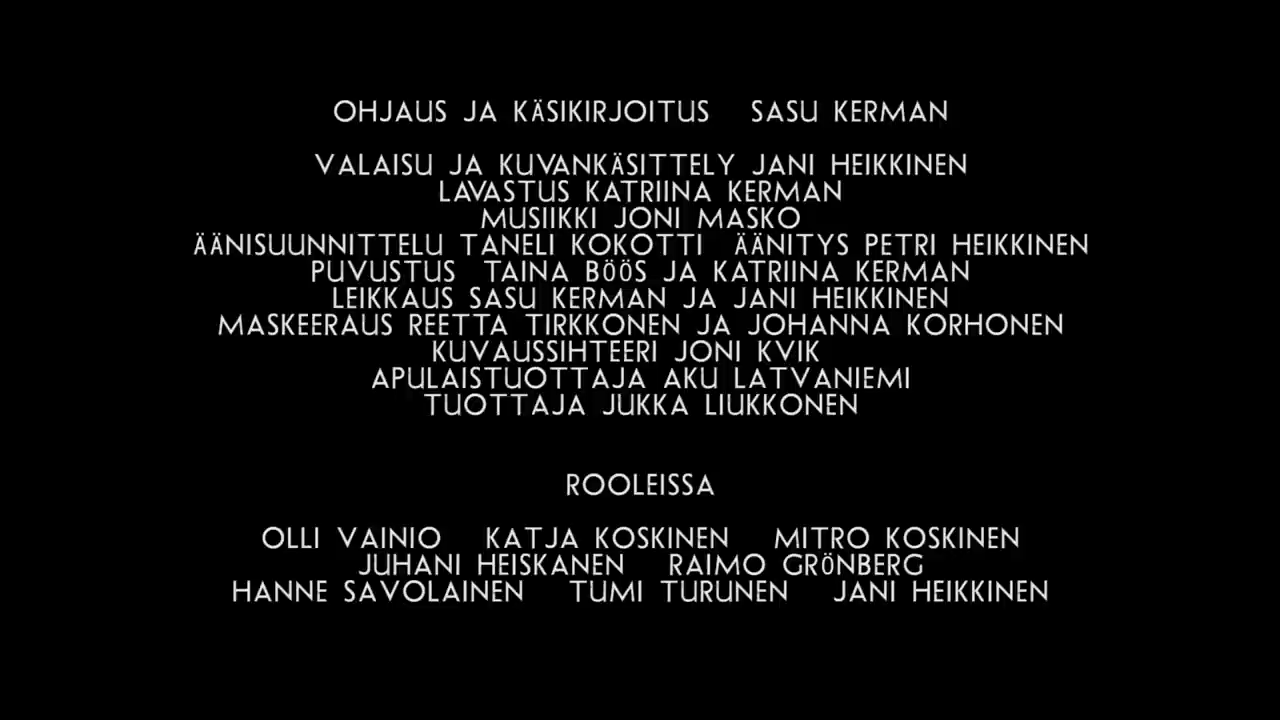 OHJAUS JA KÄSIKIRJOITUS SASU KERMAN
VALAISU JA KUVANKÄSITTELY JANI HEIKKINEN
LAVASTUS KATRIINA KERMAN
MUSIIKKI JONI MASKO
ÄÄNISUUNNITTELU TANELI KOKOTTI ÄÄNITYS PETRI HEIKKINEN
PUVUSTUS TAINA BÖÖS JA KATRIINA KERMAN
LEIKKAUS SASU KERMAN JA JANI HEIKKINEN
MASKEERAUS REETTA TIRKKONEN JA JOHANNA KORHONEN
KUVAUSSIHTEERI JONI KVIK
APULAISTUOTTAJA AKU LATVANIEMI
TUOTTAJA JUKKA LIUKKONEN
ROOLEISSA
OLLI VAINIO KATJA KOSKINEN MITRO KOSKINEN
JUHANI HEISKANEN RAIMO GRÖNBERG
HANNE SAVOLAINEN TUMI TURUNEN JANI HEIKKINEN